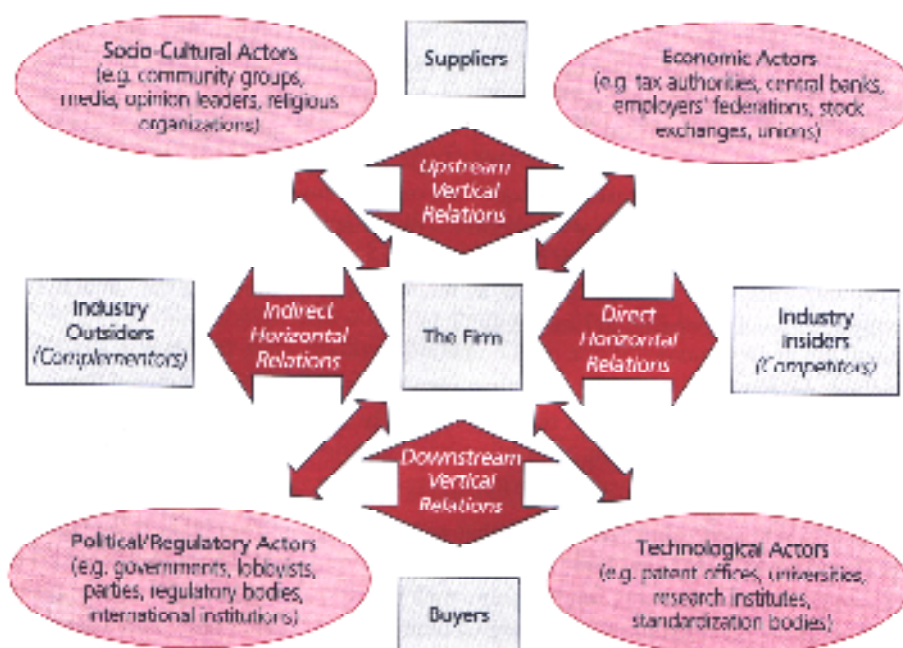 Socio-Cultural Actors
(e.g. community groups,
media, opinion leaders, religious
organizations)
Suppliers
Economic Actors
(e.g. tax authorities, central banks,
employers' federations, stock
exchanges, unions)
Upstream
Vertical
Relations
Industry
Outsiders
(Complementors)
Indirect
Horizontal
Relations
The Firm
Direct
Horizontal
Relations
Industry
Insiders
(Competitors)
Downstream
Vertical
Relations
Political/Regulatory Actors
(e.g. governments, lobbyists,
parties, regulatory bodies,
international institutions)
Buyers
Technological Actors
(e.g. patent offices, universities,
research institutes,
standardization bodies)